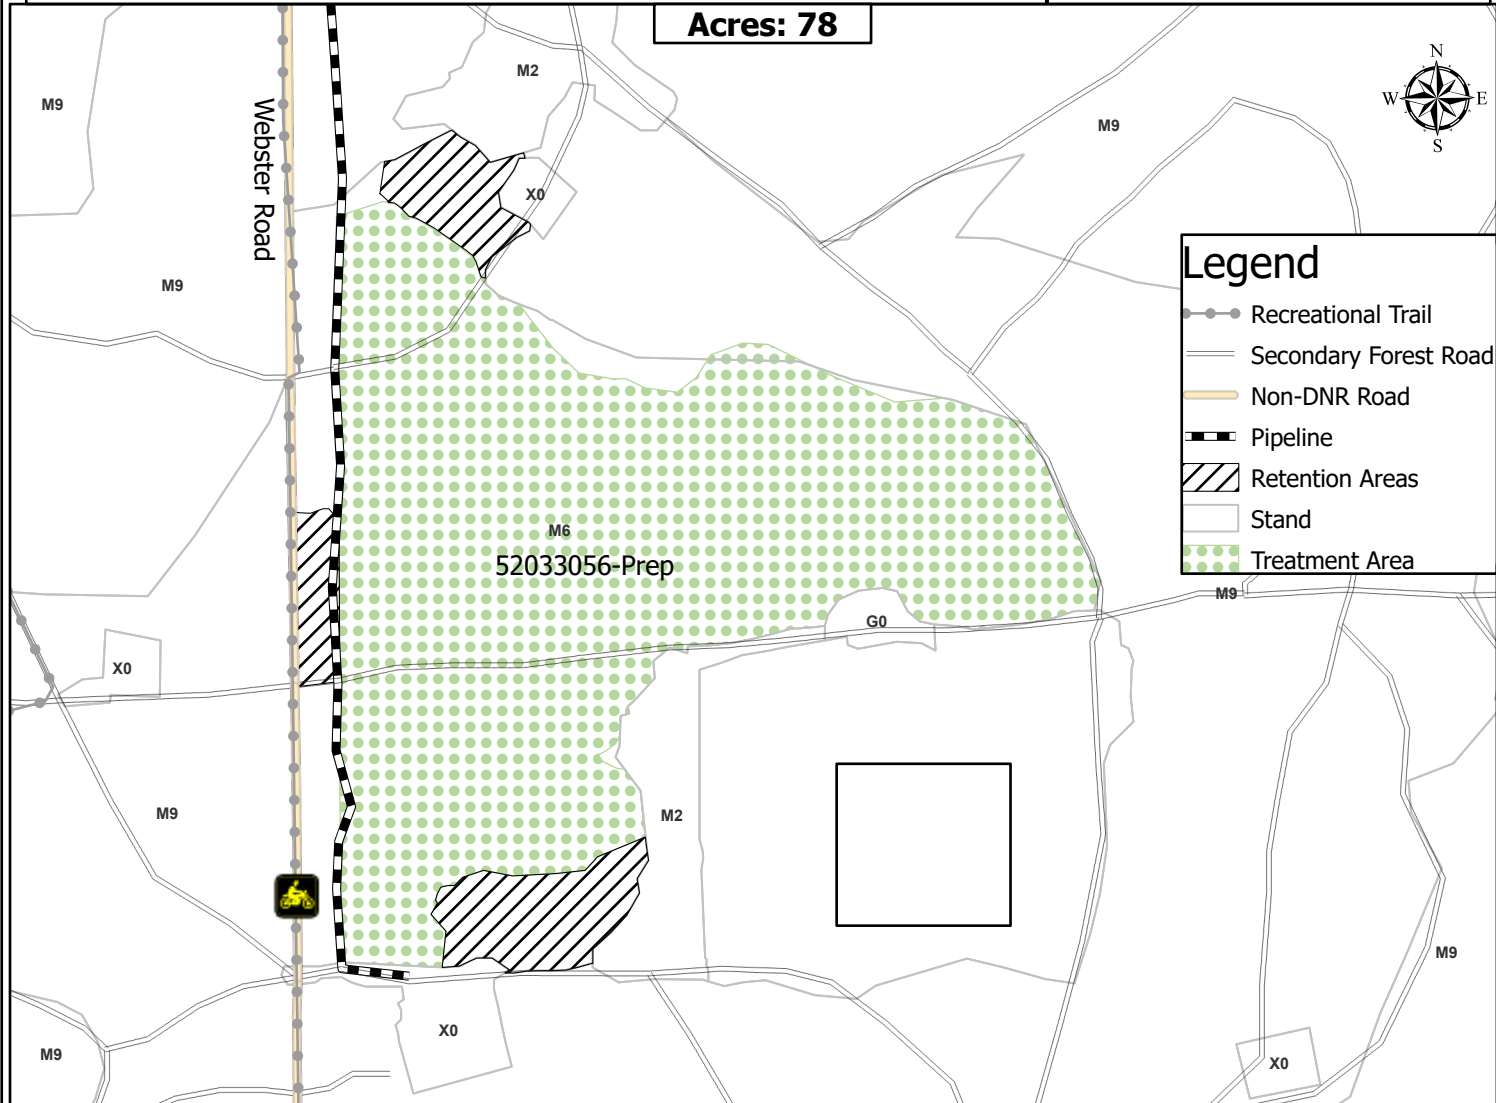 Acres: 78
M2
M9
M9
N
W
E
S
Webster Road
X0
M9
Legend
Recreational Trail
Secondary Forest Road
Non-DNR Road
Pipeline
Retention Areas
Stand
Treatment Area
M6
52033056-Prep
M9
G0
X0
M9
M2
M9
X0
M9
X0